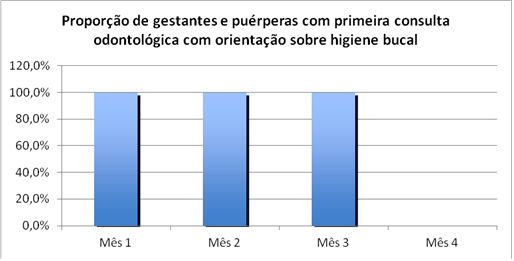 Proporção de gestantes e puérperas com primeira consulta
odontológica com orientação sobre higiene bucal
120,0%
100,0%
80,0%
60,0%
40,0%
20,0%
0,0%
Mês 1 Mês 2 Mês 3 Mês 4